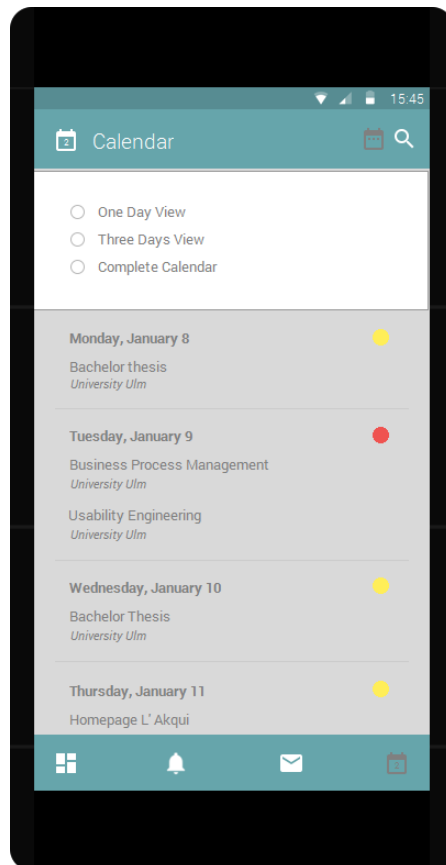 15:45
2 Calendar
One Day View
Three Days View
Complete Calendar
Monday, January 8
Bachelor thesis
University Ulm
Tuesday, January 9
Business Process Management
University Ulm
Usability Engineering
University Ulm
Wednesday, January 10
Bachelor Thesis
University Ulm
Thursday, January 11
Homepage L' Akqui
2